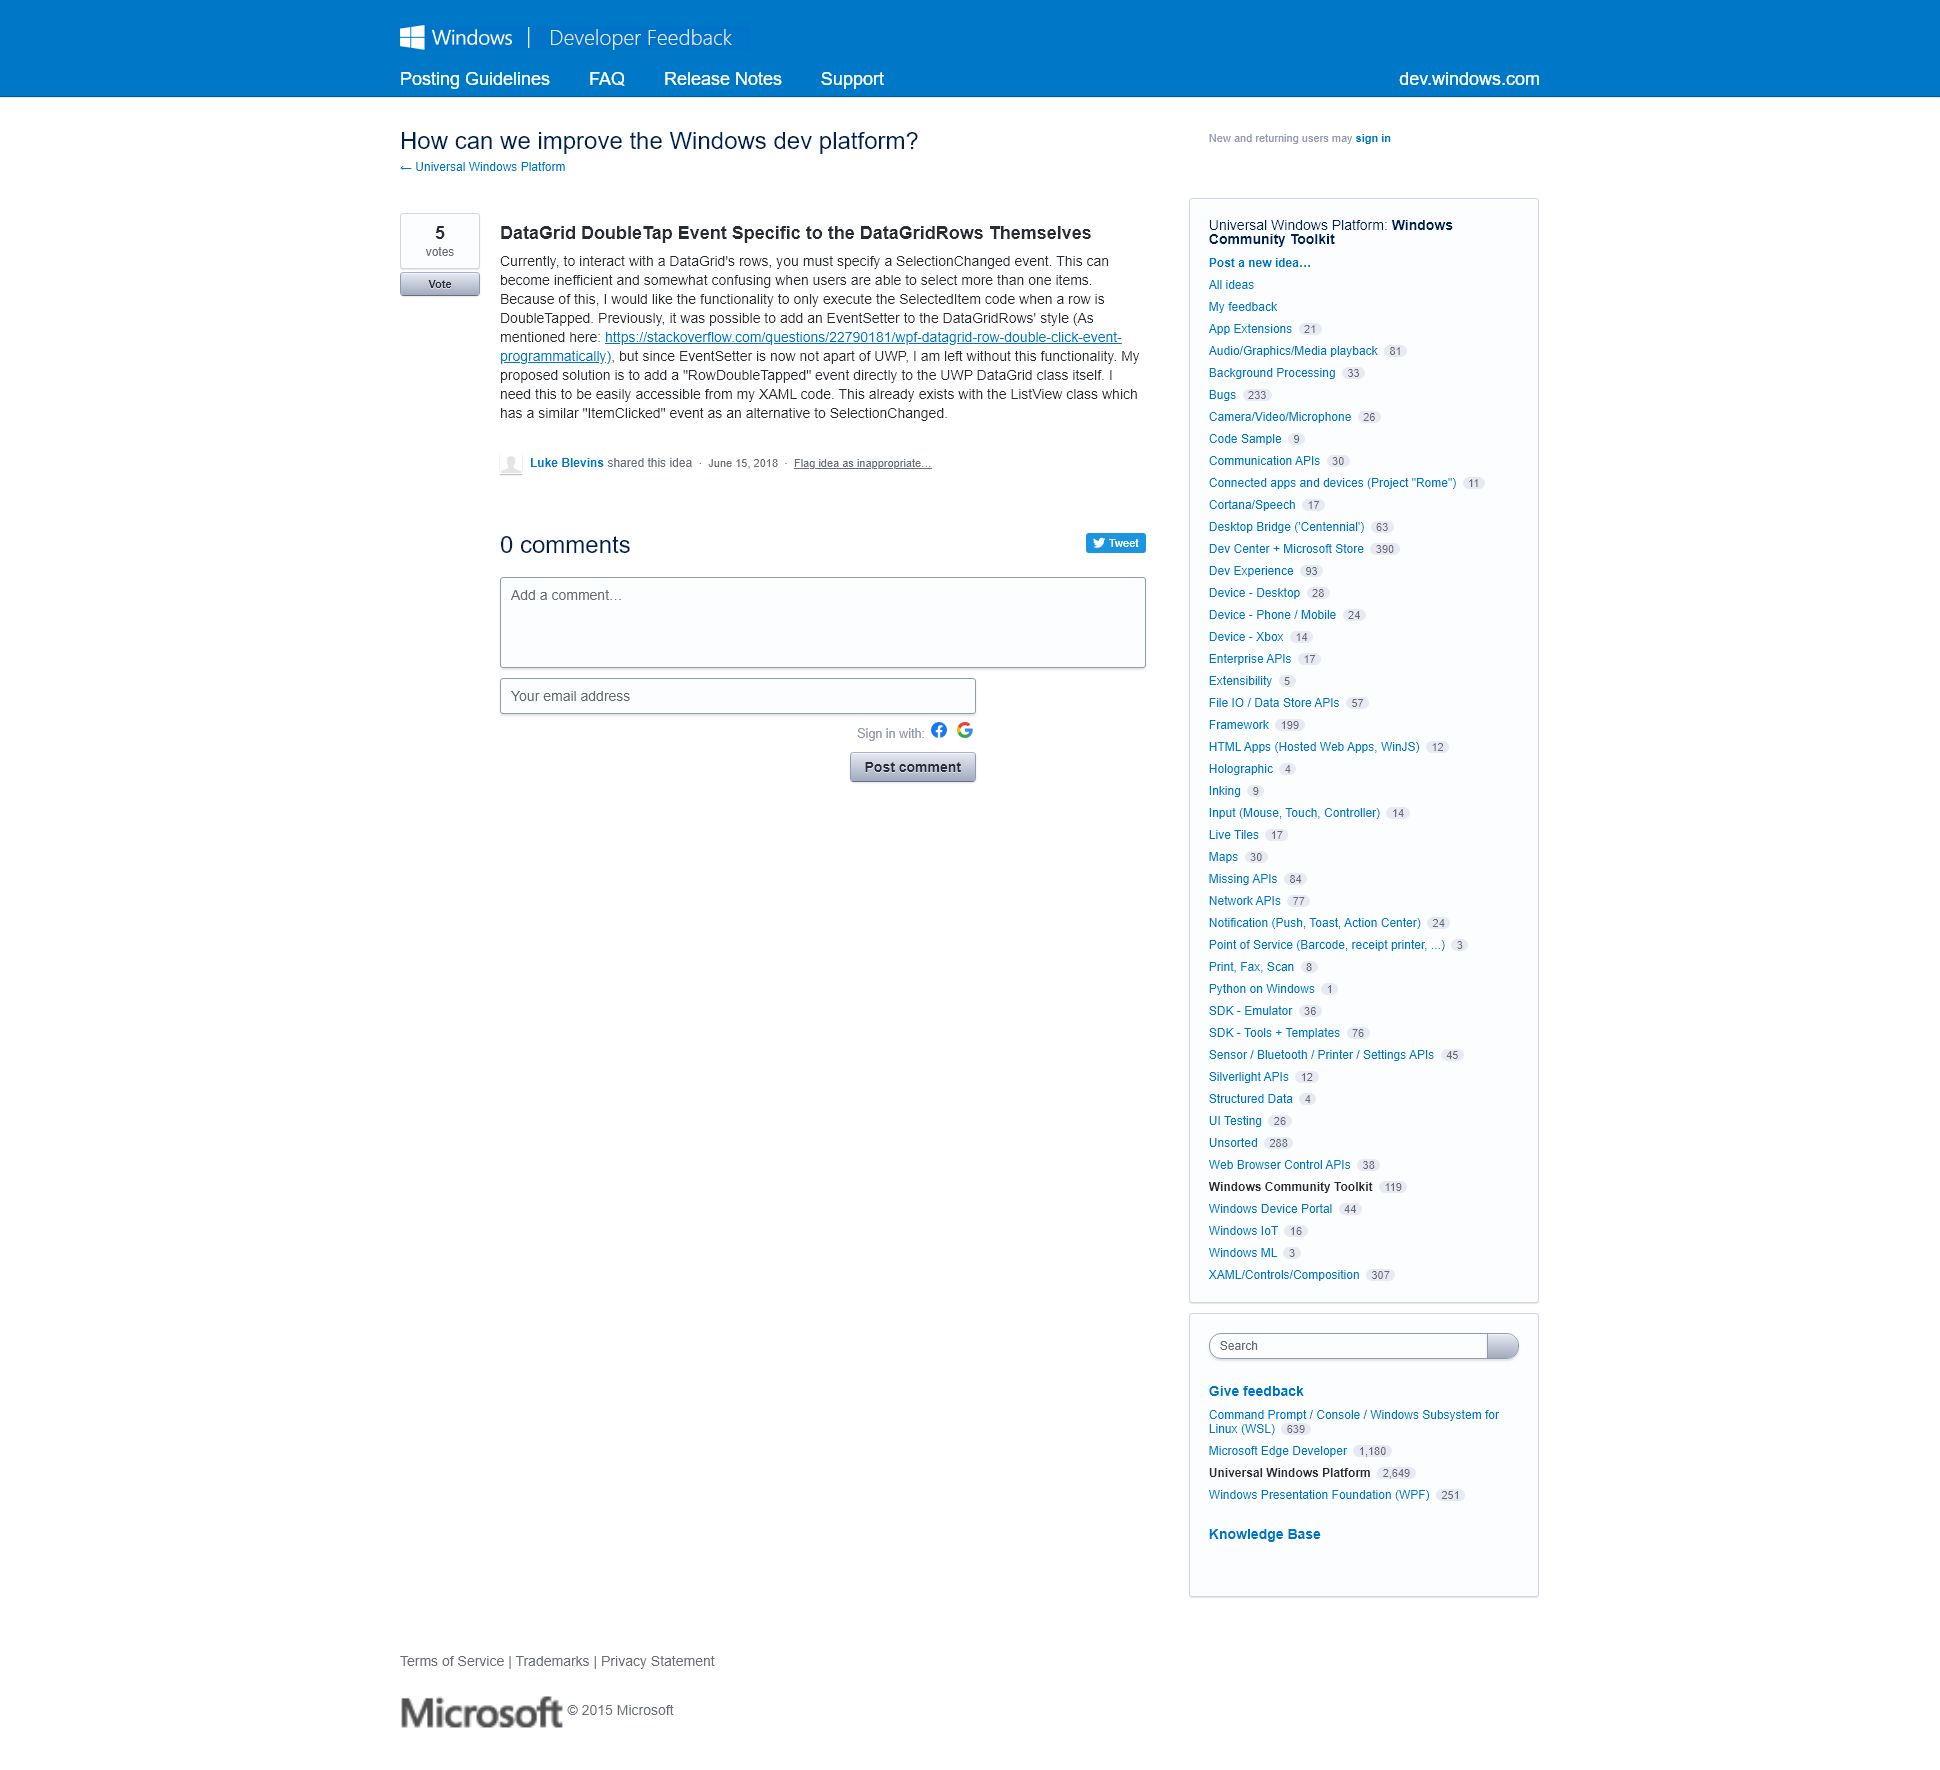 Windows | Developer Feedback
Posting Guidelines FAQ Release Notes Support dev.windows.com
How can we improve the Windows dev platform?
← Universal Windows Platform
New and returning users may sign in
5
votes
Vote
DataGrid DoubleTap Event Specific to the DataGridRows Themselves
Currently, to interact with a DataGrid's rows, you must specify a SelectionChanged event. This can
become inefficient and somewhat confusing when users are able to select more than one items.
Because of this, I would like the functionality to only execute the SelectedItem code when a row is
DoubleTapped. Previously, it was possible to add an EventSetter to the DataGridRows' style (As
mentioned here: https://stackoverflow.com/questions/22790181/wpf-datagrid-row-double-click-event-
programmatically), but since EventSetter is now not apart of UWP, I am left without this functionality. My
proposed solution is to add a "RowDoubleTapped" event directly to the UWP DataGrid class itself. I
need this to be easily accessible from my XAML code. This already exists with the ListView class which
has a similar "ItemClicked" event as an alternative to SelectionChanged.
Luke Blevins shared this idea · June 15, 2018 · Flag idea as inappropriate…
0 comments
Tweet
Add a comment…
Your email address
Sign in with:
Post comment
Universal Windows Platform: Windows
Community Toolkit
Post a new idea…
All ideas
My feedback
App Extensions 21
Audio/Graphics/Media playback 81
Background Processing 33
Bugs 233
Camera/Video/Microphone 26
Code Sample 9
Communication APIs 30
Connected apps and devices (Project "Rome") 11
Cortana/Speech 17
Desktop Bridge ('Centennial') 63
Dev Center + Microsoft Store 390
Dev Experience 93
Device - Desktop 28
Device - Phone / Mobile 24
Device - Xbox 14
Enterprise APIs 17
Extensibility 5
File IO / Data Store APIs 57
Framework 199
HTML Apps (Hosted Web Apps, WinJS) 12
Holographic 4
Inking 9
Input (Mouse, Touch, Controller) 14
Live Tiles 17
Maps 30
Missing APIs 84
Network APIs 77
Notification (Push, Toast, Action Center) 24
Point of Service (Barcode, receipt printer, ...) 3
Print, Fax, Scan 8
Python on Windows 1
SDK - Emulator 36
SDK - Tools + Templates 76
Sensor / Bluetooth / Printer / Settings APIs 45
Silverlight APIs 12
Structured Data 4
UI Testing 26
Unsorted 288
Web Browser Control APIs 38
Windows Community Toolkit 119
Windows Device Portal 44
Windows IoT 16
Windows ML 3
XAML/Controls/Composition 307
Search
Give feedback
Command Prompt / Console / Windows Subsystem for
Linux (WSL) 639
Microsoft Edge Developer 1,180
Universal Windows Platform 2,649
Windows Presentation Foundation (WPF) 251
Knowledge Base
Terms of Service | Trademarks | Privacy Statement
Microsoft © 2015 Microsoft